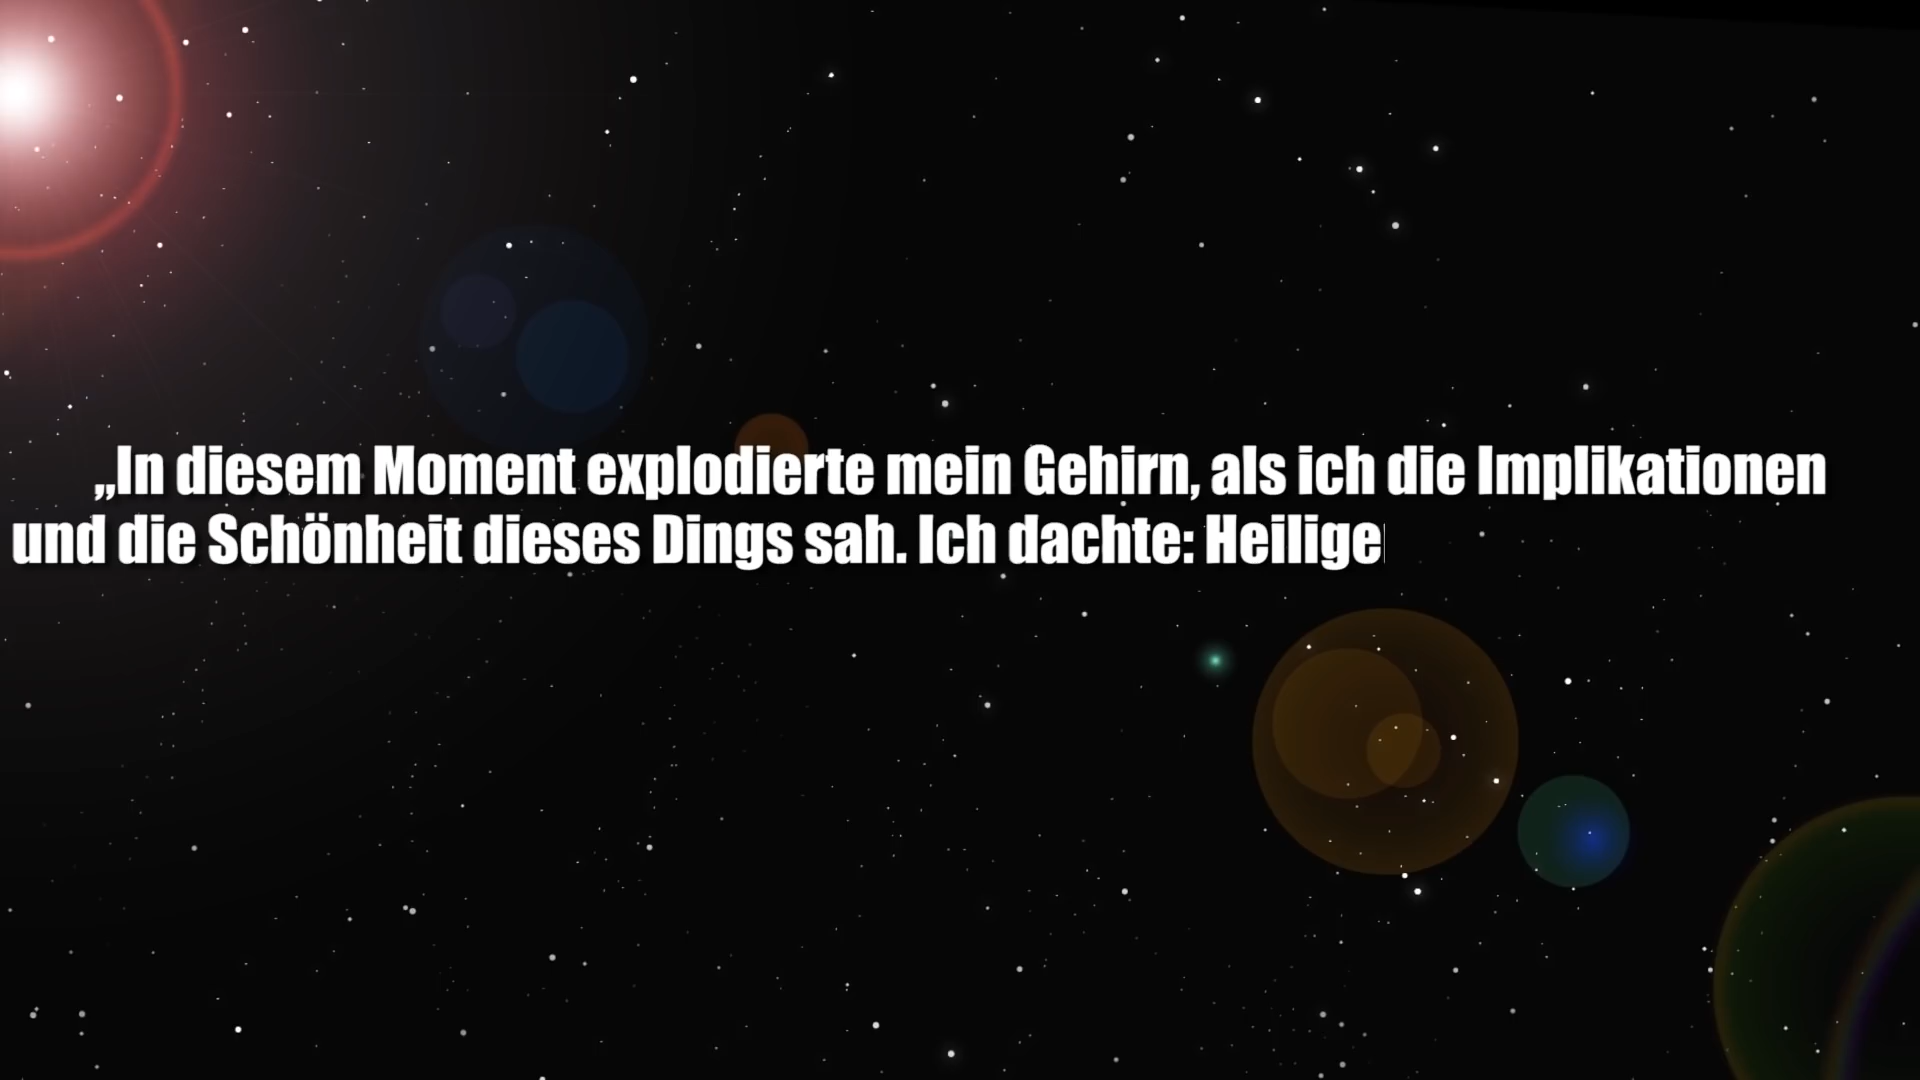 „In diesem Moment explodierte mein Gehirn, als ich die Implikationen
und die Schönheit dieses Dings sah. Ich dachte: Heilige